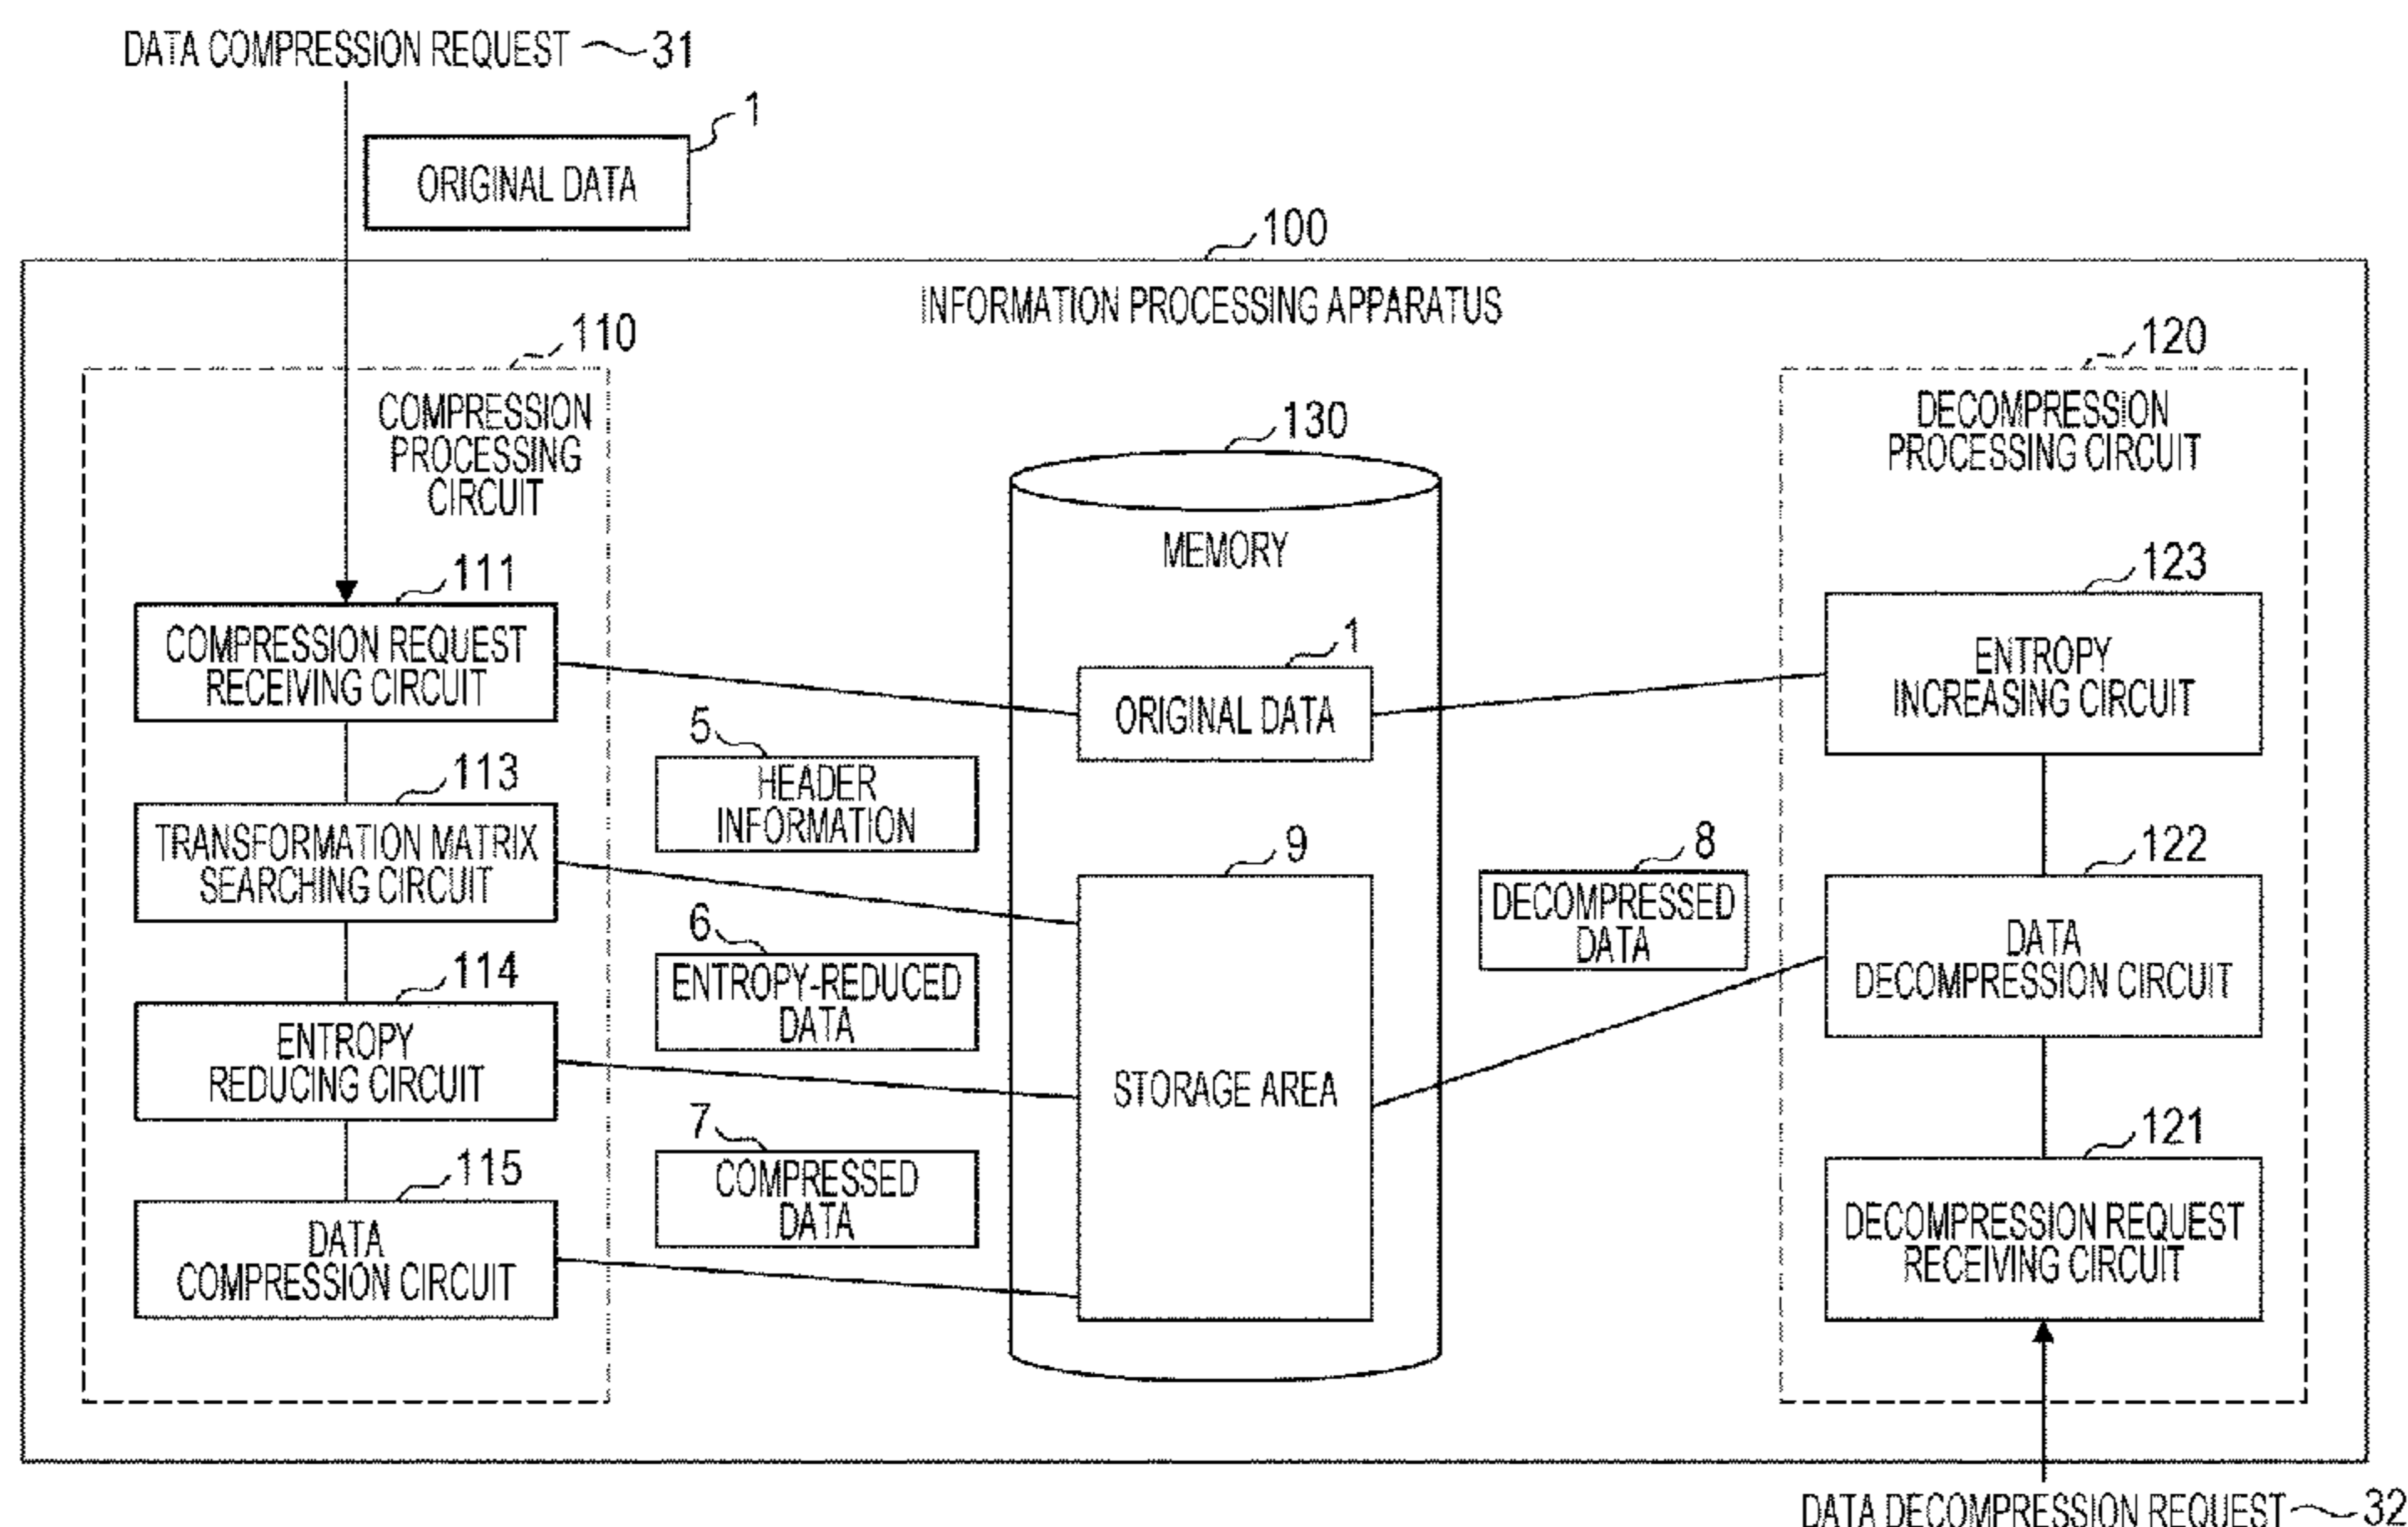 DATA COMPRESSION REQUEST 31
1
ORIGINAL DATA
100
INFORMATION PROCESSING APPARATUS
110
COMPRESSION
PROCESSING
CIRCUIT
111
COMPRESSION REQUEST
RECEIVING CIRCUIT
113
TRANSFORMATION MATRIX
SEARCHING CIRCUIT
114
ENTROPY
REDUCING CIRCUIT
115
DATA
COMPRESSION CIRCUIT
5
HEADER
INFORMATION
6
ENTROPY-REDUCED
DATA
7
COMPRESSED
DATA
130
MEMORY
1
ORIGINAL DATA
9
STORAGE AREA
8
DECOMPRESSED
DATA
120
DECOMPRESSION
PROCESSING CIRCUIT
123
ENTROPY
INCREASING CIRCUIT
122
DATA
DECOMPRESSION CIRCUIT
121
DECOMPRESSION REQUEST
RECEIVING CIRCUIT
DATA DECOMPRESSION REQUEST 32